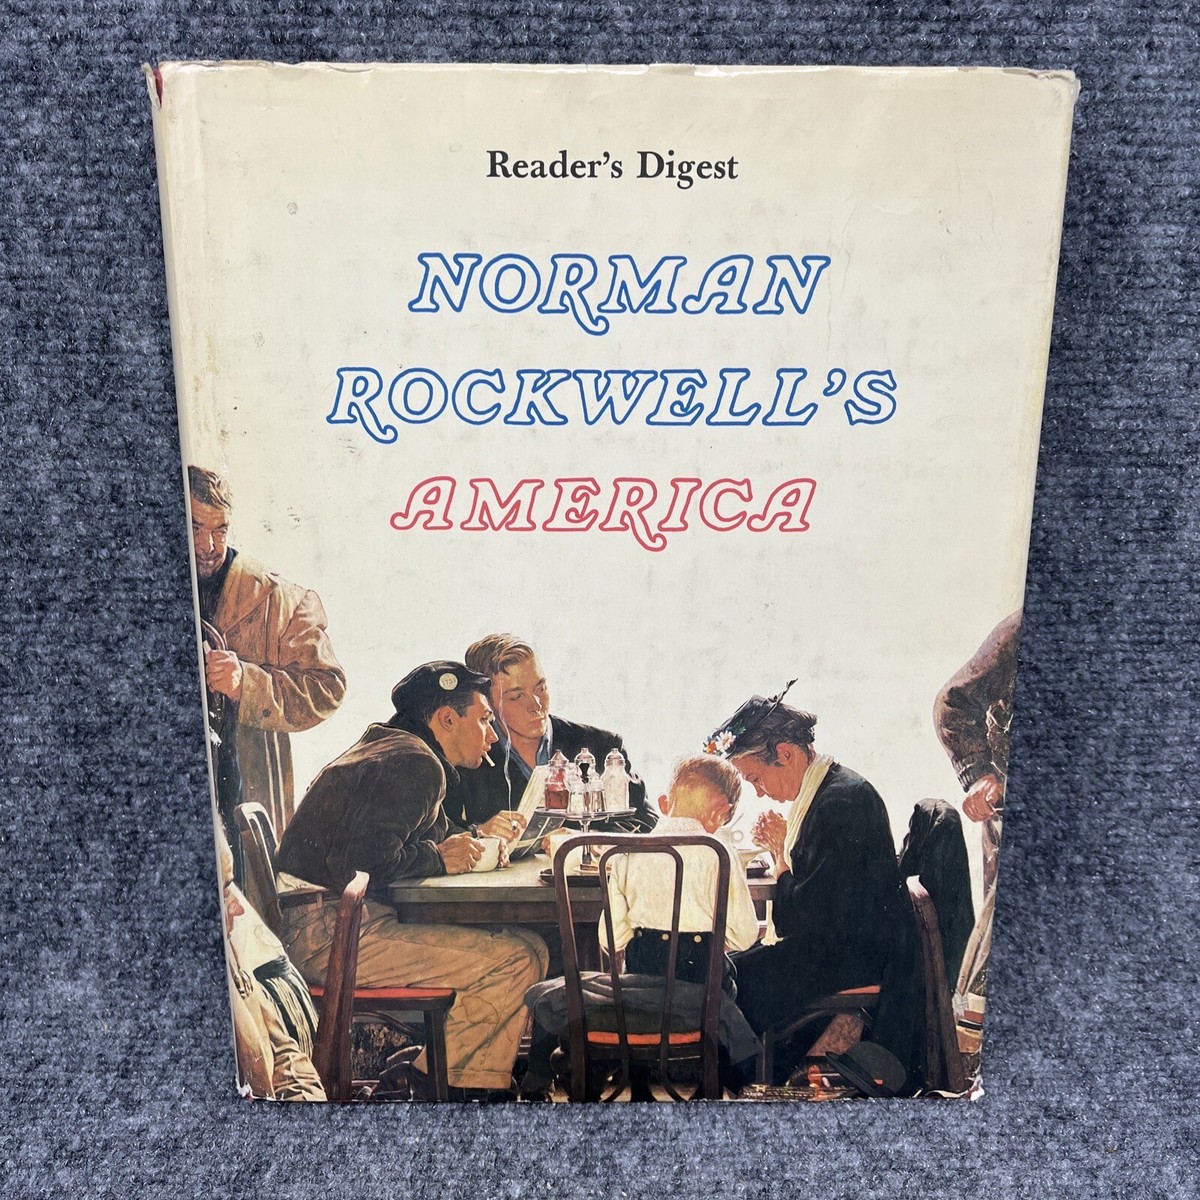 Reader's Digest
NORMAN
ROCKWELL'S
AMERICA